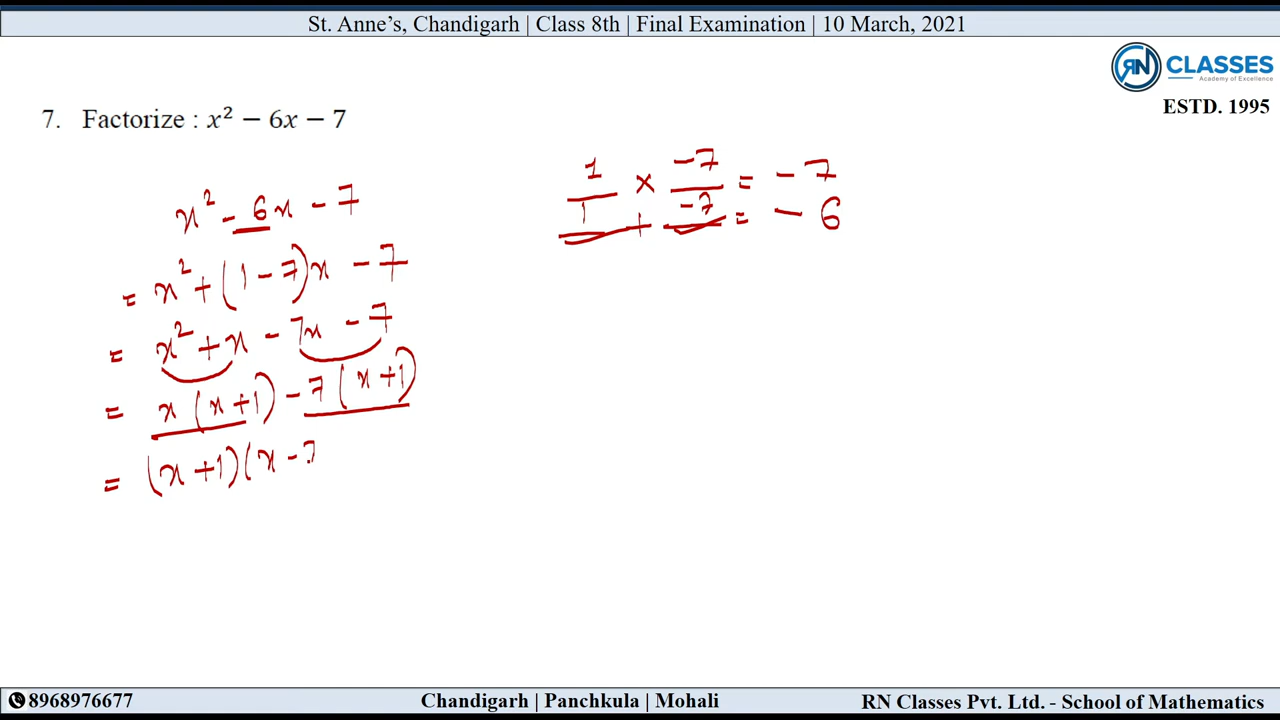 St. Anne's, Chandigarh | Class 8th | Final Examination | 10 March, 2021
RN CLASSES
Academy of Excellence
ESTD. 1995
7. Factorize : x² − 6x − 7
1 × -7 = -7
1 + -7 = -6
x² - 6x - 7
= x² + (1 - 7)x - 7
= x² + x - 7x - 7
= x (x+1) - 7 (x+1)
= (x+1)(x-7
8968976677
Chandigarh | Panchkula | Mohali
RN Classes Pvt. Ltd. - School of Mathematics